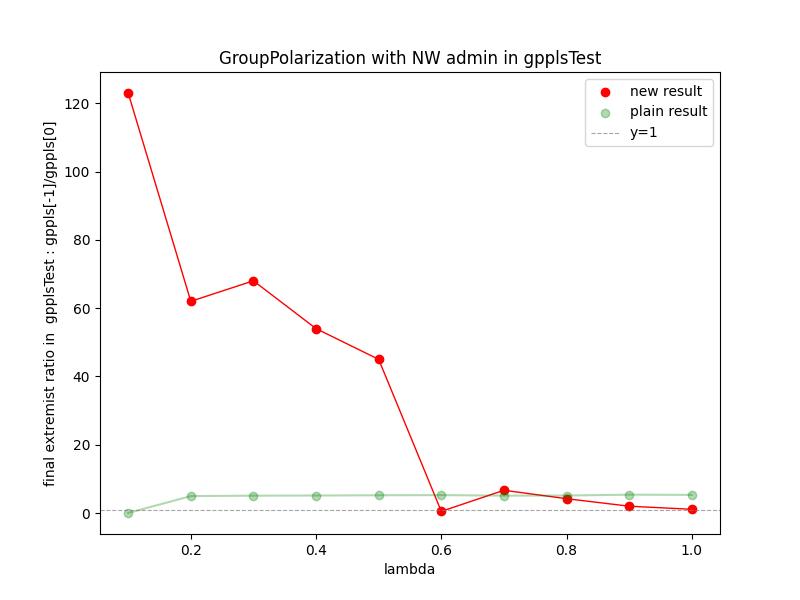 GroupPolarization with NW admin in gpplsTest
new result
plain result
y=1
final extremist ratio in  gpplsTest : gppls[-1]/gppls[0]
120
100
80
60
40
20
0
0.2 0.4 0.6 0.8 1.0
lambda